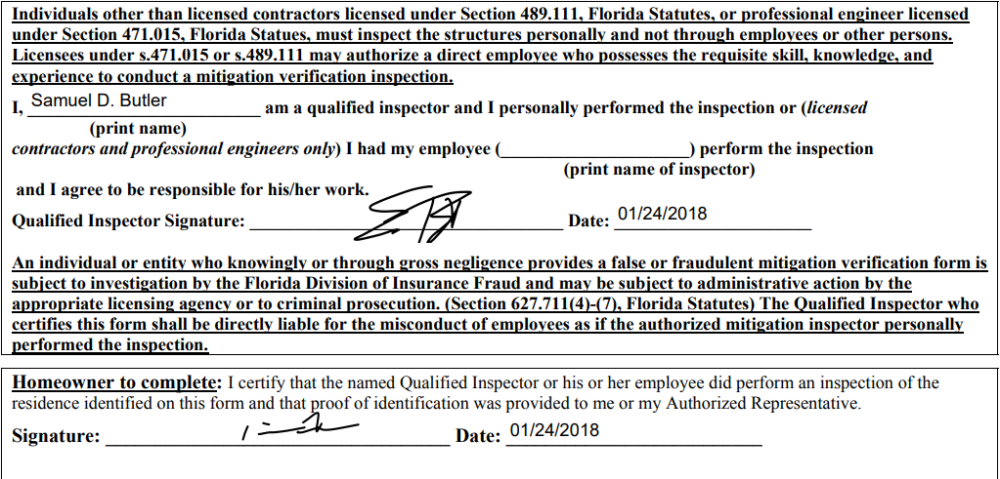 Individuals other than licensed contractors licensed under Section 489.111, Florida Statutes, or professional engineer licensed
under Section 471.015, Florida Statues, must inspect the structures personally and not through employees or other persons.
Licensees under s.471.015 or s.489.111 may authorize a direct employee who possesses the requisite skill, knowledge, and
experience to conduct a mitigation verification inspection.
I, Samuel D. Butler am a qualified inspector and I personally performed the inspection or (licensed
(print name)
contractors and professional engineers only) I had my employee (____________________) perform the inspection
(print name of inspector)
and I agree to be responsible for his/her work.
Qualified Inspector Signature: Date: 01/24/2018
An individual or entity who knowingly or through gross negligence provides a false or fraudulent mitigation verification form is
subject to investigation by the Florida Division of Insurance Fraud and may be subject to administrative action by the
appropriate licensing agency or to criminal prosecution. (Section 627.711(4)-(7), Florida Statutes) The Qualified Inspector who
certifies this form shall be directly liable for the misconduct of employees as if the authorized mitigation inspector personally
performed the inspection.
Homeowner to complete: I certify that the named Qualified Inspector or his or her employee did perform an inspection of the
residence identified on this form and that proof of identification was provided to me or my Authorized Representative.
Signature: Date: 01/24/2018